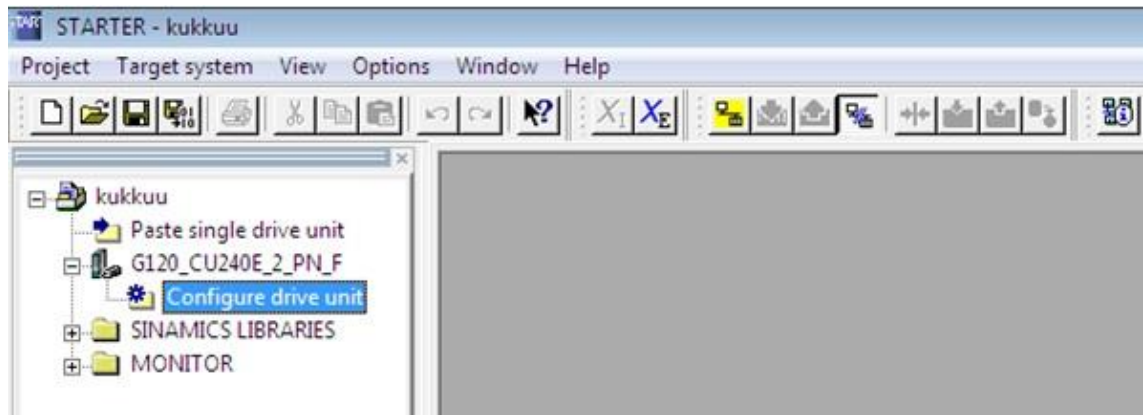 STARTER - kukkuu
Project Target system View Options Window Help
kukkuu
Paste single drive unit
G120_CU240E_2_PN_F
Configure drive unit
SINAMICS LIBRARIES
MONITOR